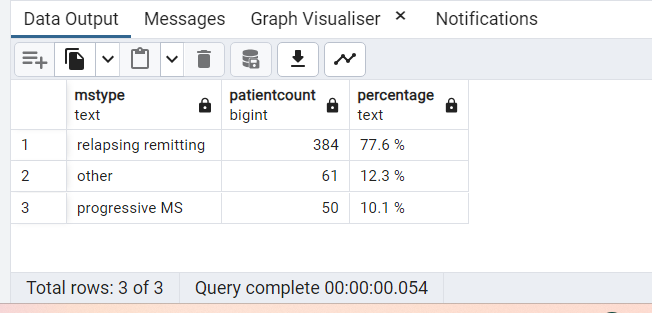 Data Output Messages Graph Visualiser × Notifications
mstype patientcount percentage
text bigint text
1 relapsing remitting 384 77.6 %
2 other 61 12.3 %
3 progressive MS 50 10.1 %
Total rows: 3 of 3 Query complete 00:00:00.054